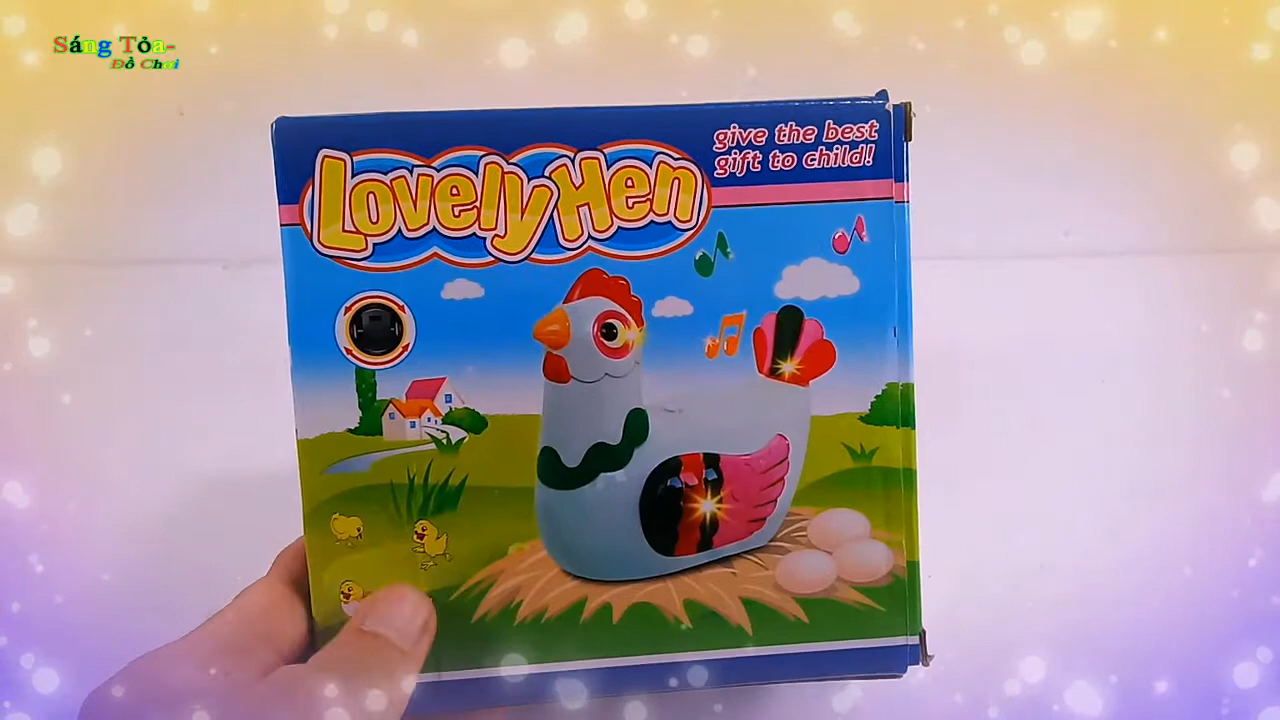 Sáng Tỏa-
Đồ Chơi
give the best
gift to child!
Lovely Hen